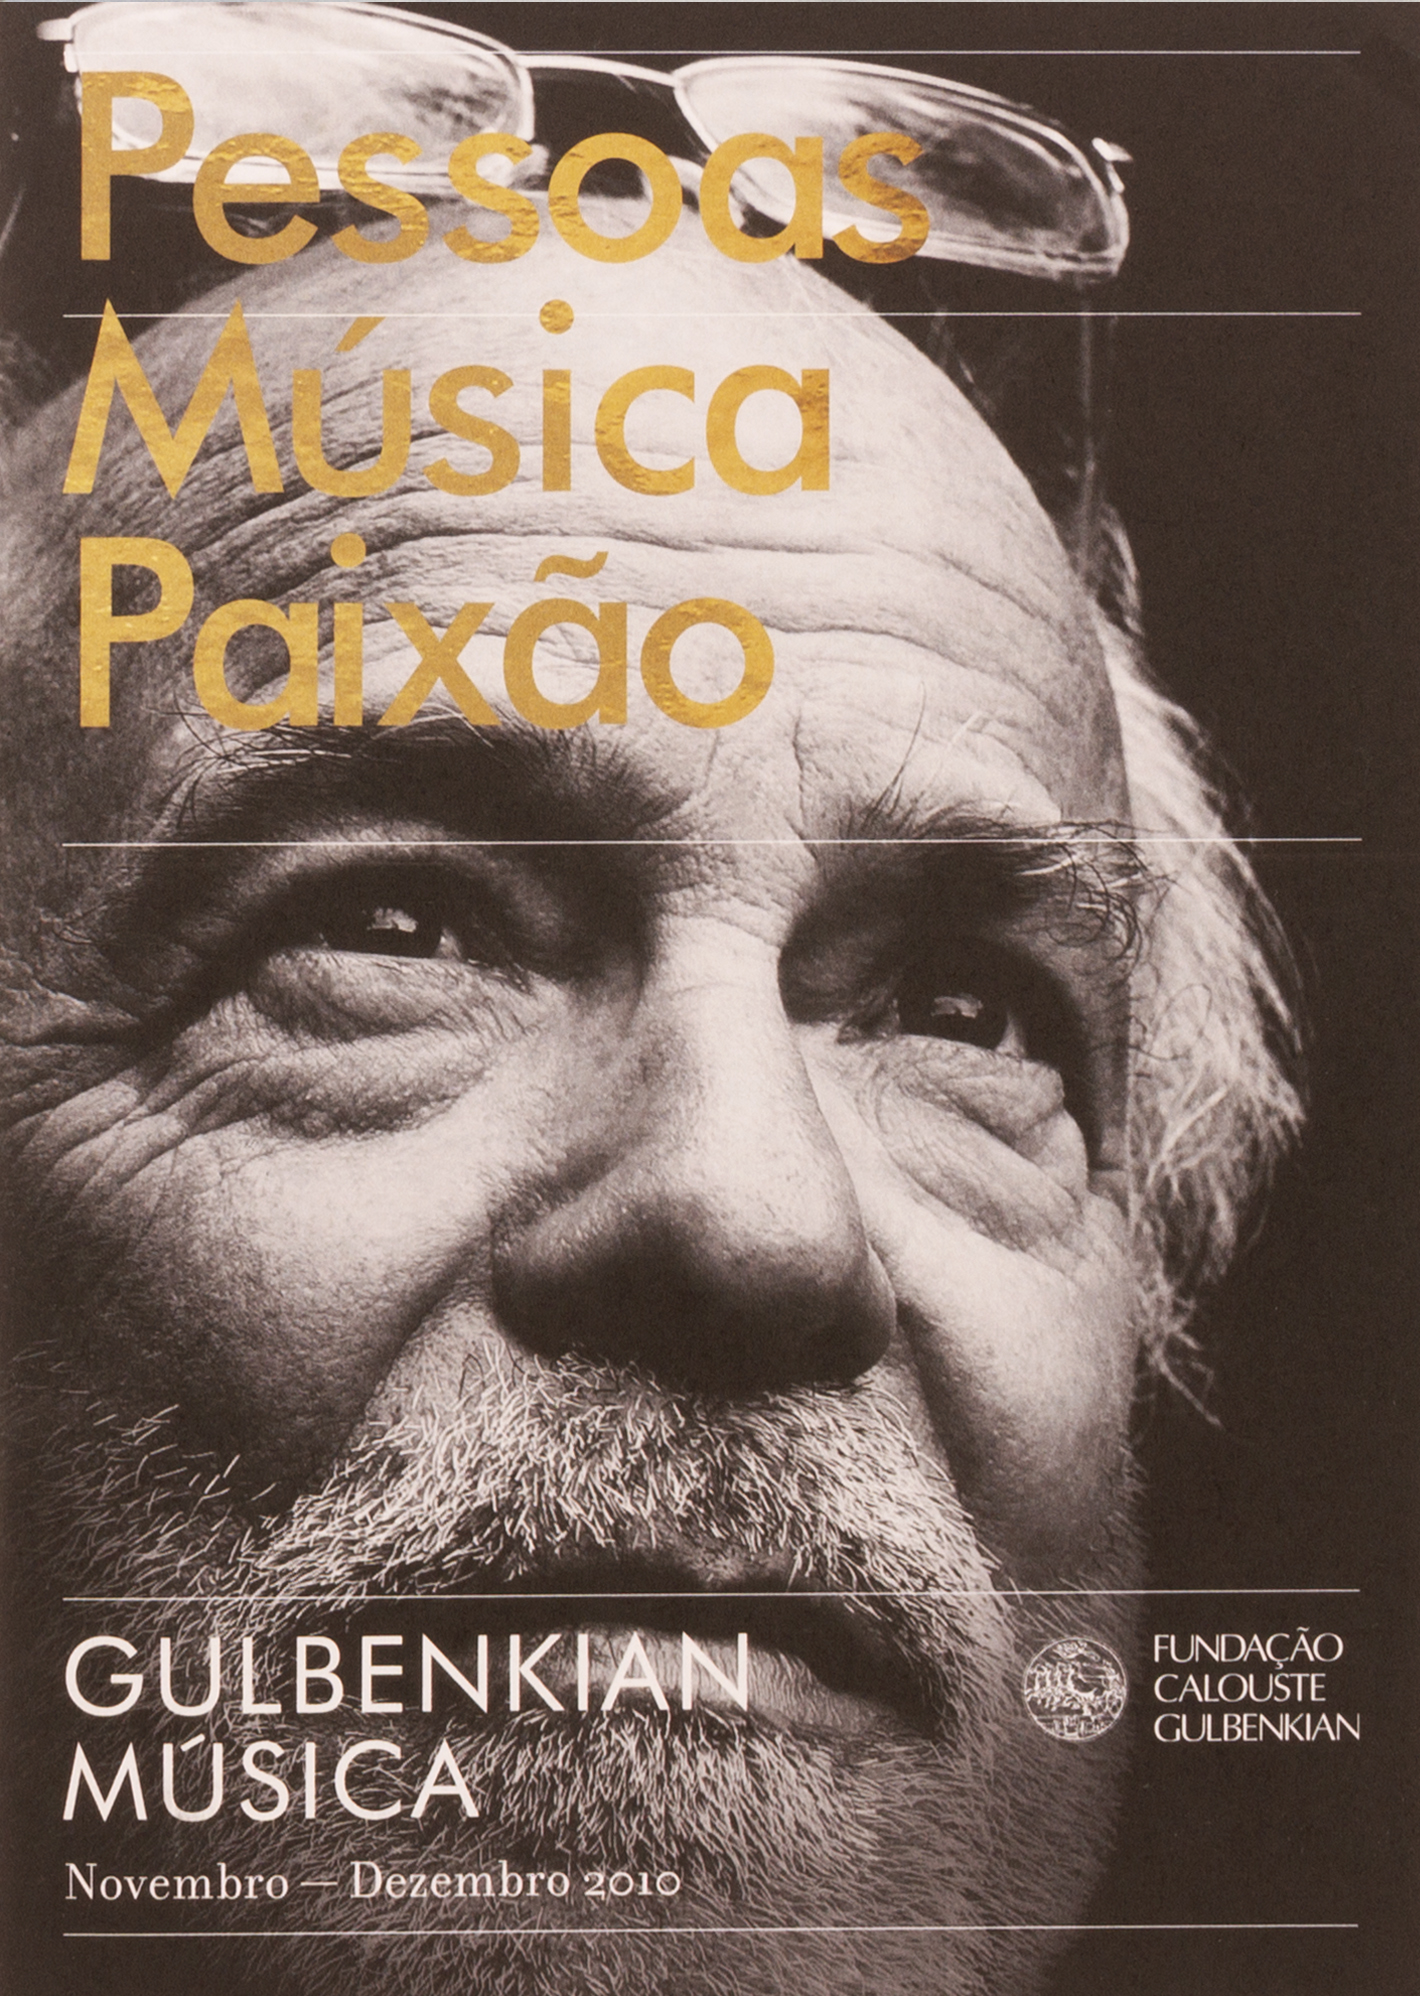 Pessoas
Música
Paixão
GULBENKIAN
MÚSICA
Novembro — Dezembro 2010
FUNDAÇÃO
CALOUSTE
GULBENKIAN